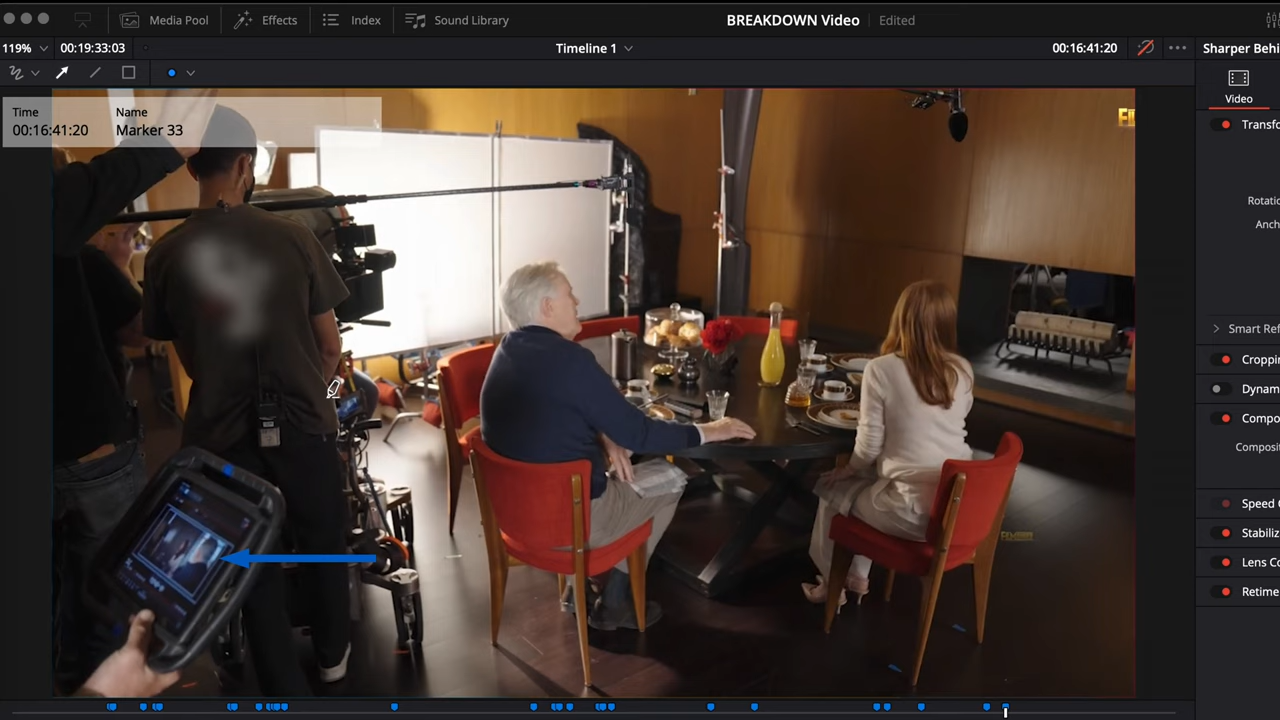 Media Pool Effects Index Sound Library BREAKDOWN Video Edited
119% 00:19:33:03 Timeline 1 00:16:41:20 Sharper Behi
Video
Time Name
00:16:41:20 Marker 33
Transfo
Rotatio
Anch
Smart Ref
Croppi
Dynam
Compo
Composit
Speed
Stabiliz
Lens Co
Retime